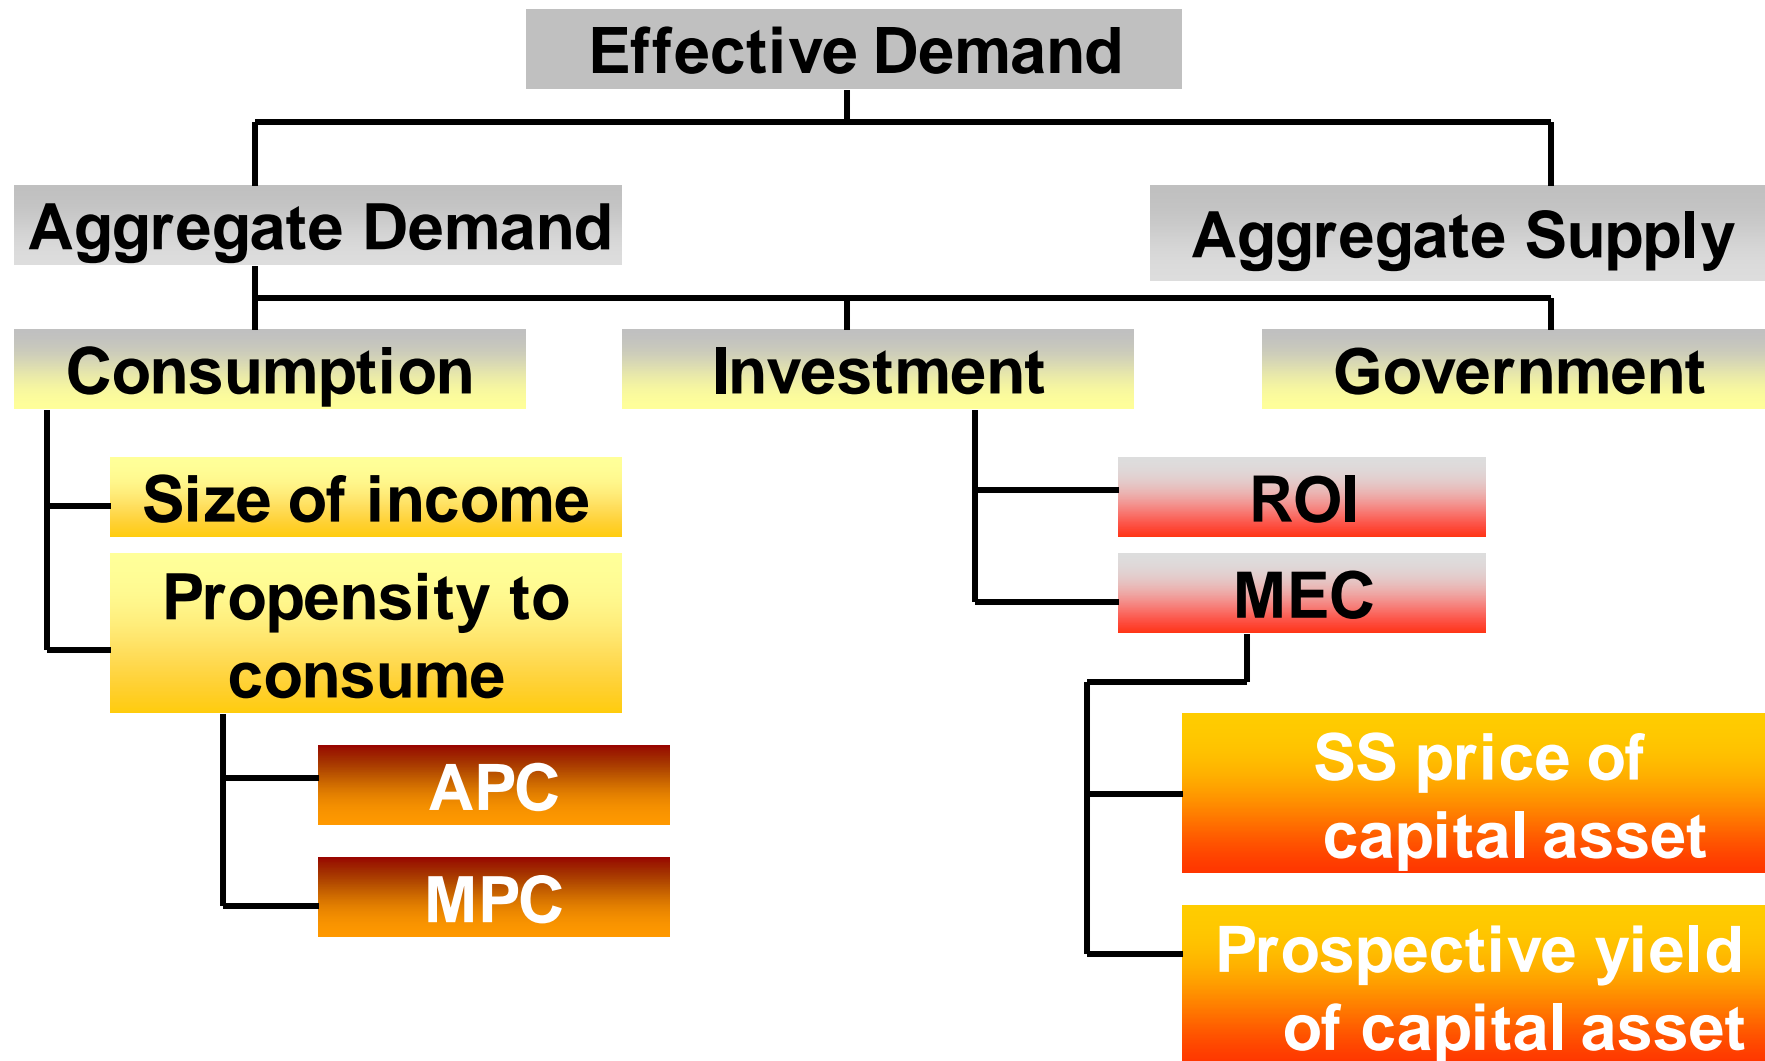 Effective Demand
Aggregate Demand
Aggregate Supply
Consumption
Investment
Government
Size of income
ROI
Propensity to
consume
MEC
SS price of
capital asset
APC
MPC
Prospective yield
of capital asset